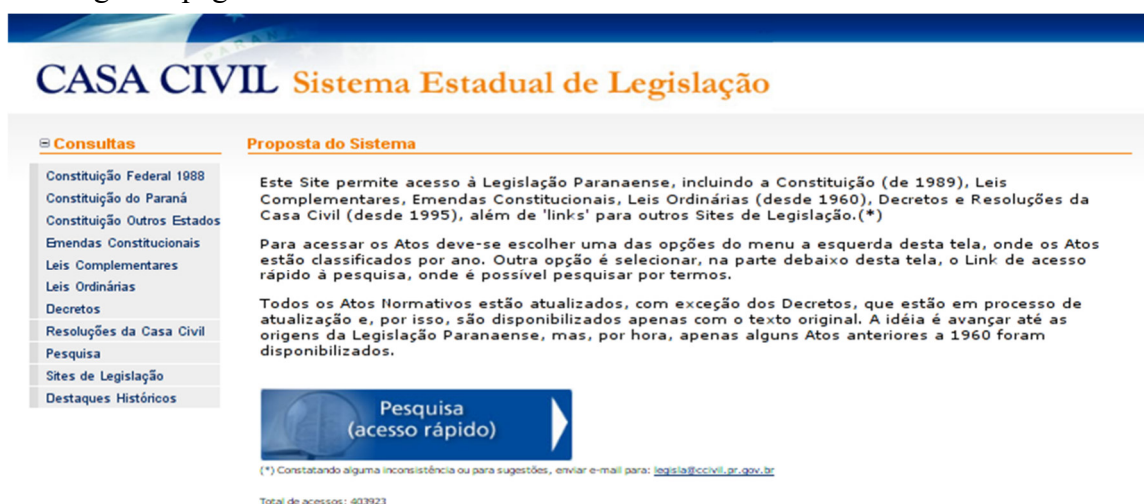 PARANÁ
CASA CIVIL Sistema Estadual de Legislação
Consultas
Constituição Federal 1988
Constituição do Paraná
Constituição Outros Estados
Emendas Constitucionais
Leis Complementares
Leis Ordinárias
Decretos
Resoluções da Casa Civil
Pesquisa
Sites de Legislação
Destaques Históricos
Proposta do Sistema
Este Site permite acesso à Legislação Paranaense, incluindo a Constituição (de 1989), Leis
Complementares, Emendas Constitucionais, Leis Ordinárias (desde 1960), Decretos e Resoluções da
Casa Civil (desde 1995), além de 'links' para outros Sites de Legislação.(*)
Para acessar os Atos deve-se escolher uma das opções do menu a esquerda desta tela, onde os Atos
estão classificados por ano. Outra opção é selecionar, na parte debaixo desta tela, o Link de acesso
rápido à pesquisa, onde é possível pesquisar por termos.
Todos os Atos Normativos estão atualizados, com exceção dos Decretos, que estão em processo de
atualização e, por isso, são disponibilizados apenas com o texto original. A idéia é avançar até as
origens da Legislação Paranaense, mas, por hora, apenas alguns Atos anteriores a 1960 foram
disponibilizados.
Pesquisa
(acesso rápido)
(*) Constatando alguma inconsistência ou para sugestões, enviar e-mail para: legisla@ccivil.pr.gov.br
Total de acessos: 403923